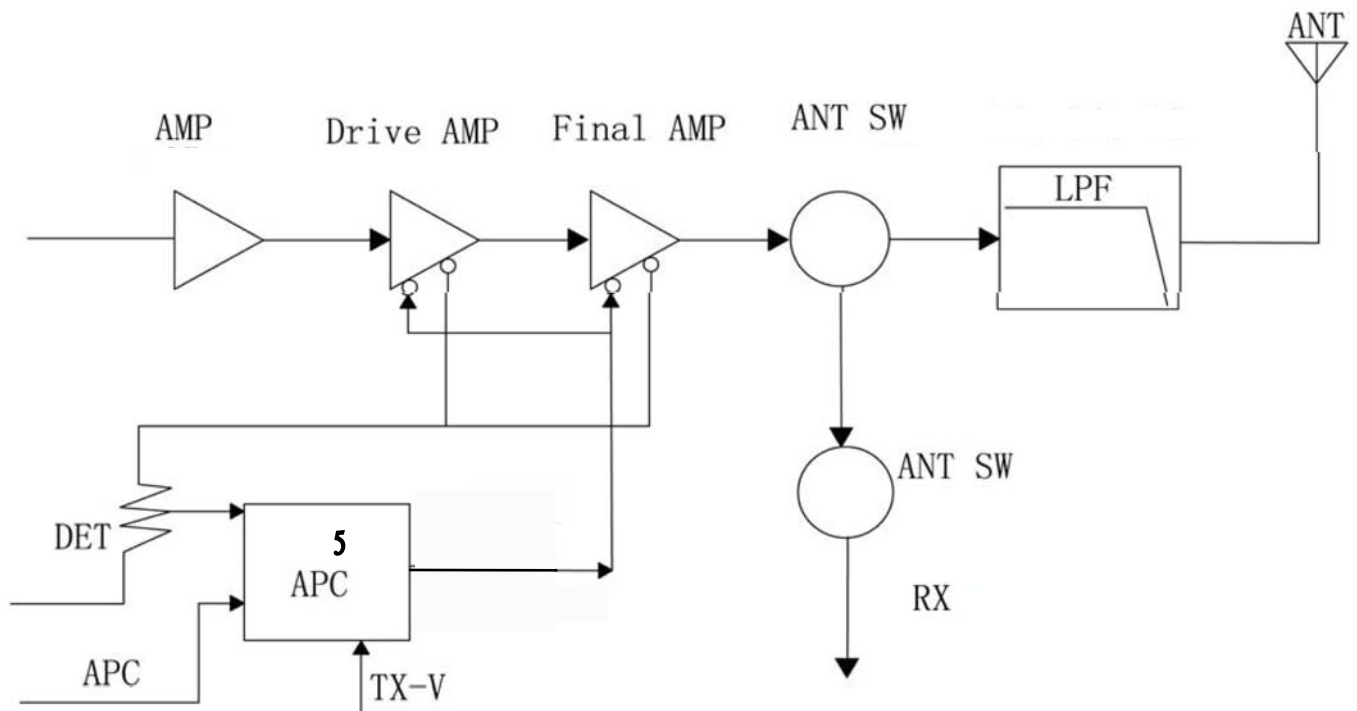 ANT
AMP
Drive AMP
Final AMP
ANT SW
LPF
ANT SW
DET
5
APC
RX
APC
TX-V